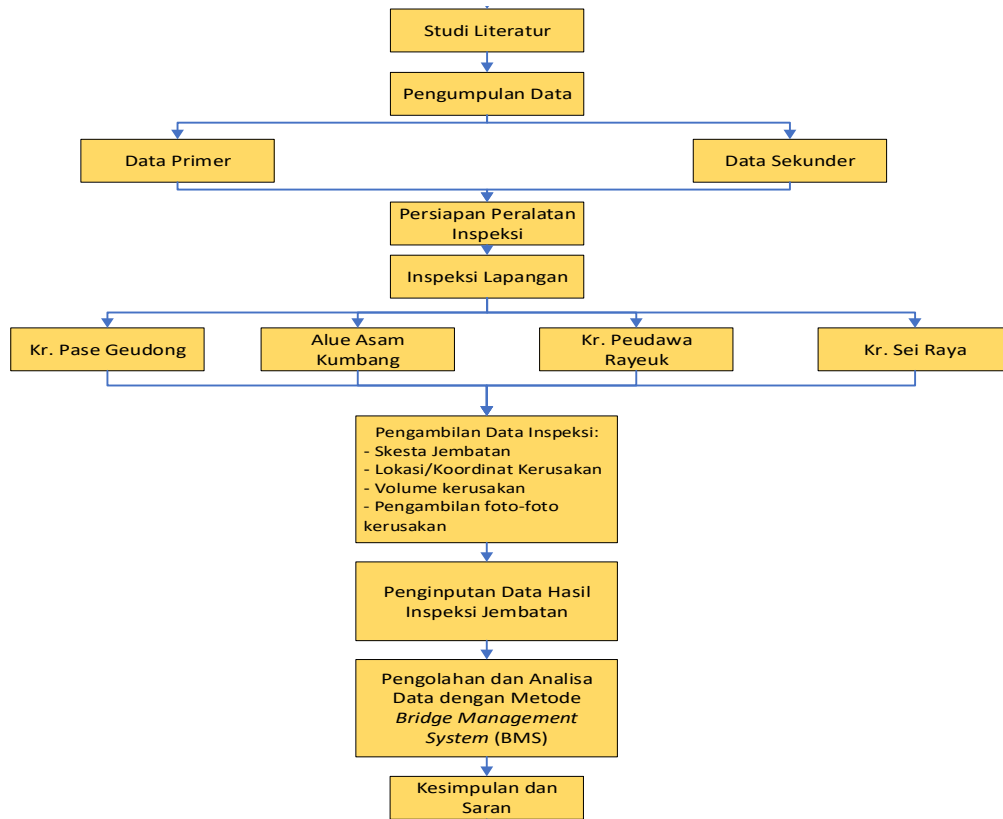 Studi Literatur
Pengumpulan Data
Data Primer
Data Sekunder
Persiapan Peralatan
Inspeksi
Inspeksi Lapangan
Kr. Pase Geudong
Alue Asam
Kumbang
Kr. Peudawa
Rayeuk
Kr. Sei Raya
Pengambilan Data Inspeksi:
- Skesta Jembatan
- Lokasi/Koordinat Kerusakan
- Volume kerusakan
- Pengambilan foto-foto
kerusakan
Penginputan Data Hasil
Inspeksi Jembatan
Pengolahan dan Analisa
Data dengan Metode
Bridge Management
System (BMS)
Kesimpulan dan
Saran